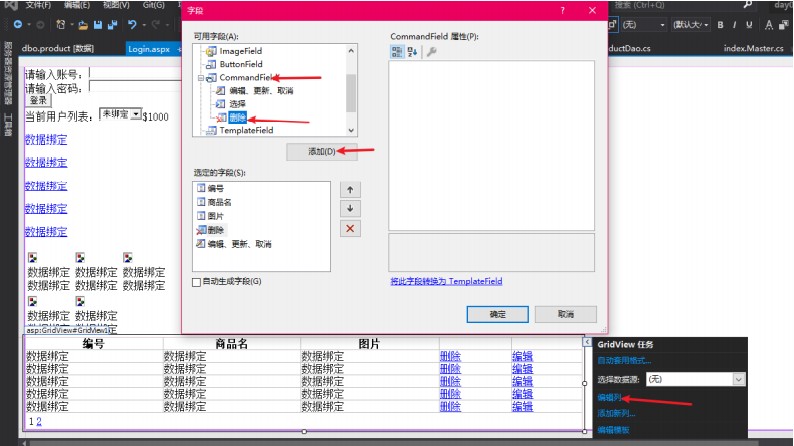 文件(F)
编辑(E)
视图(V)
Git(G)
搜索 (Ctrl+Q)
dbo.product [数据]
Login.aspx
ductDao.cs
index.Master.cs
(无)
(默认大小
B I U A
服务器资源管理器
工具箱
请输入账号：
请输入密码：
登录
当前用户列表： 未绑定 $1000
数据绑定
数据绑定
数据绑定
数据绑定
数据绑定
数据绑定 数据绑定 数据绑定
数据绑定 数据绑定 数据绑定
数据绑定 数据绑定
数据绑定 数据绑定
asp:GridView#GridView1
编号 商品名 图片
数据绑定 数据绑定 数据绑定 删除 编辑
数据绑定 数据绑定 数据绑定 删除 编辑
数据绑定 数据绑定 数据绑定 删除 编辑
数据绑定 数据绑定 数据绑定 删除 编辑
数据绑定 数据绑定 数据绑定 删除 编辑
1 2
字段
? ×
可用字段(A):
ImageField
ButtonField
CommandField
编辑、更新、取消
选择
删除
TemplateField
添加(D)
选定的字段(S):
编号
商品名
图片
删除
编辑、更新、取消
自动生成字段(G)
CommandField 属性(P):
将此字段转换为 TemplateField
确定
取消
GridView 任务
自动套用格式...
选择数据源: (无)
编辑列...
添加新列...
编辑模板